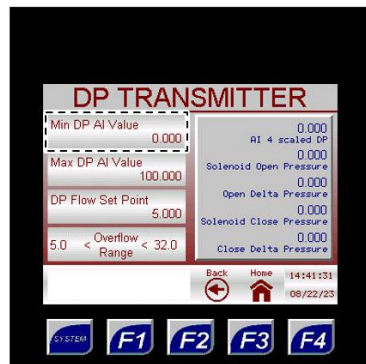 DP TRANSMITTER
Min DP AI Value
0.000
Max DP AI Value
100.000
DP Flow Set Point
5.000
5.0 < Overflow Range < 32.0
0.000
AI 4 scaled DP
0.000
Solenoid Open Pressure
0.000
Open Delta Pressure
0.000
Solenoid Close Pressure
0.000
Close Delta Pressure
Back Home 14:41:31
08/22/23
SYSTEM F1 F2 F3 F4